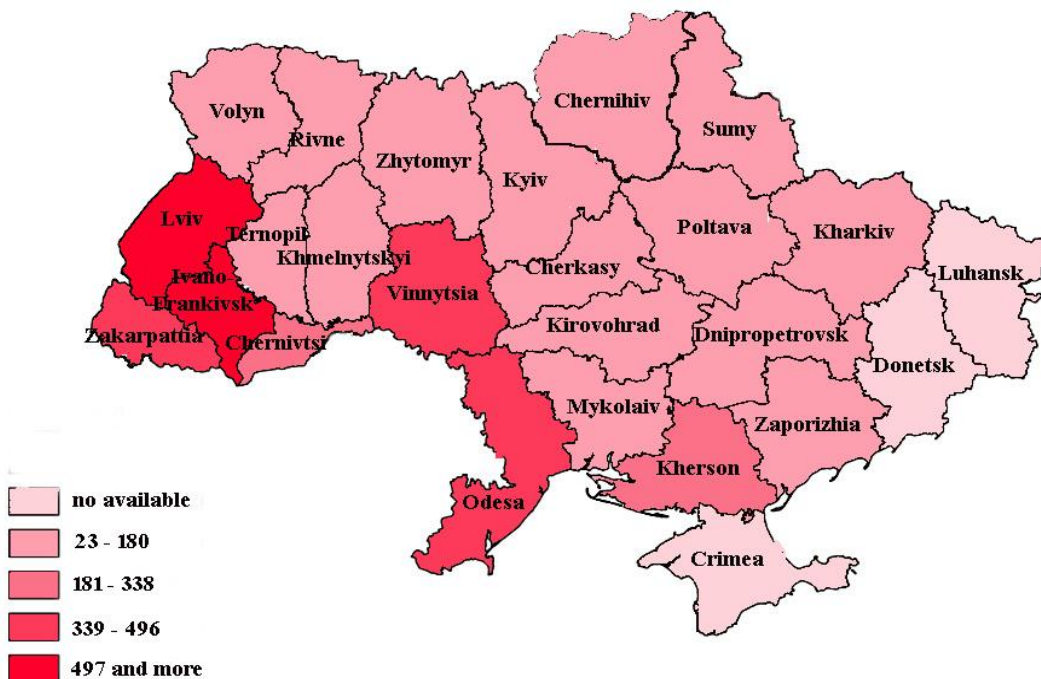 Chernihiv
Volyn
Sumy
Rivne
Zhytomyr
Kyiv
Lviv
Ternopil
Poltava
Kharkiv
Khmelnytskyi
Cherkasy
Luhansk
Ivano-
Frankivsk
Vinnytsia
Zakarpattia
Chernivtsi
Kirovohrad
Dnipropetrovsk
Donetsk
Mykolaiv
Zaporizhia
Kherson
Odesa
Crimea
no available
23 - 180
181 - 338
339 - 496
497 and more